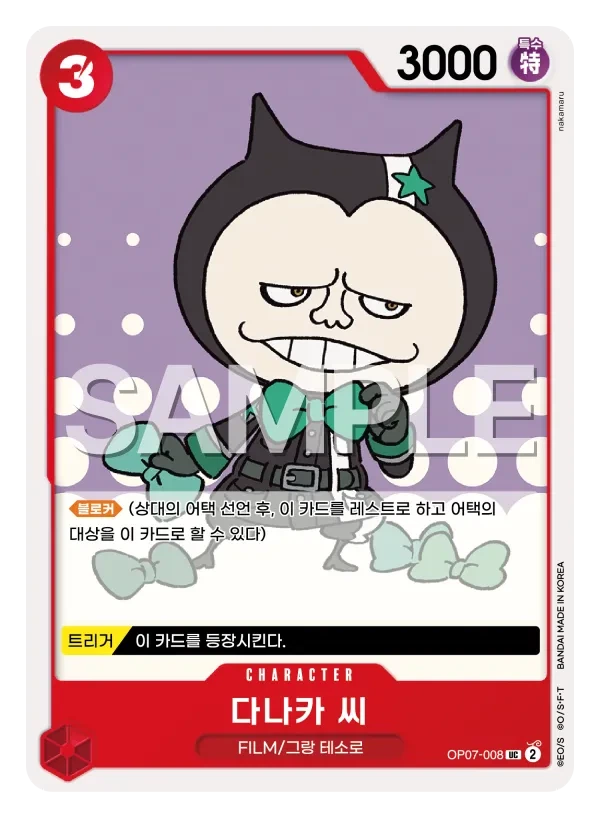 3
3000
특수
特
nakamaru
SAMPLE
블로커 (상대의 어택 선언 후, 이 카드를 레스트로 하고 어택의
대상을 이 카드로 할 수 있다)
트리거 이 카드를 등장시킨다.
CHARACTER
다나카 씨
FILM/그랑 테소로
OP07-008 UC 2
©EO/S ©O/S·F·T BANDAI MADE IN KOREA